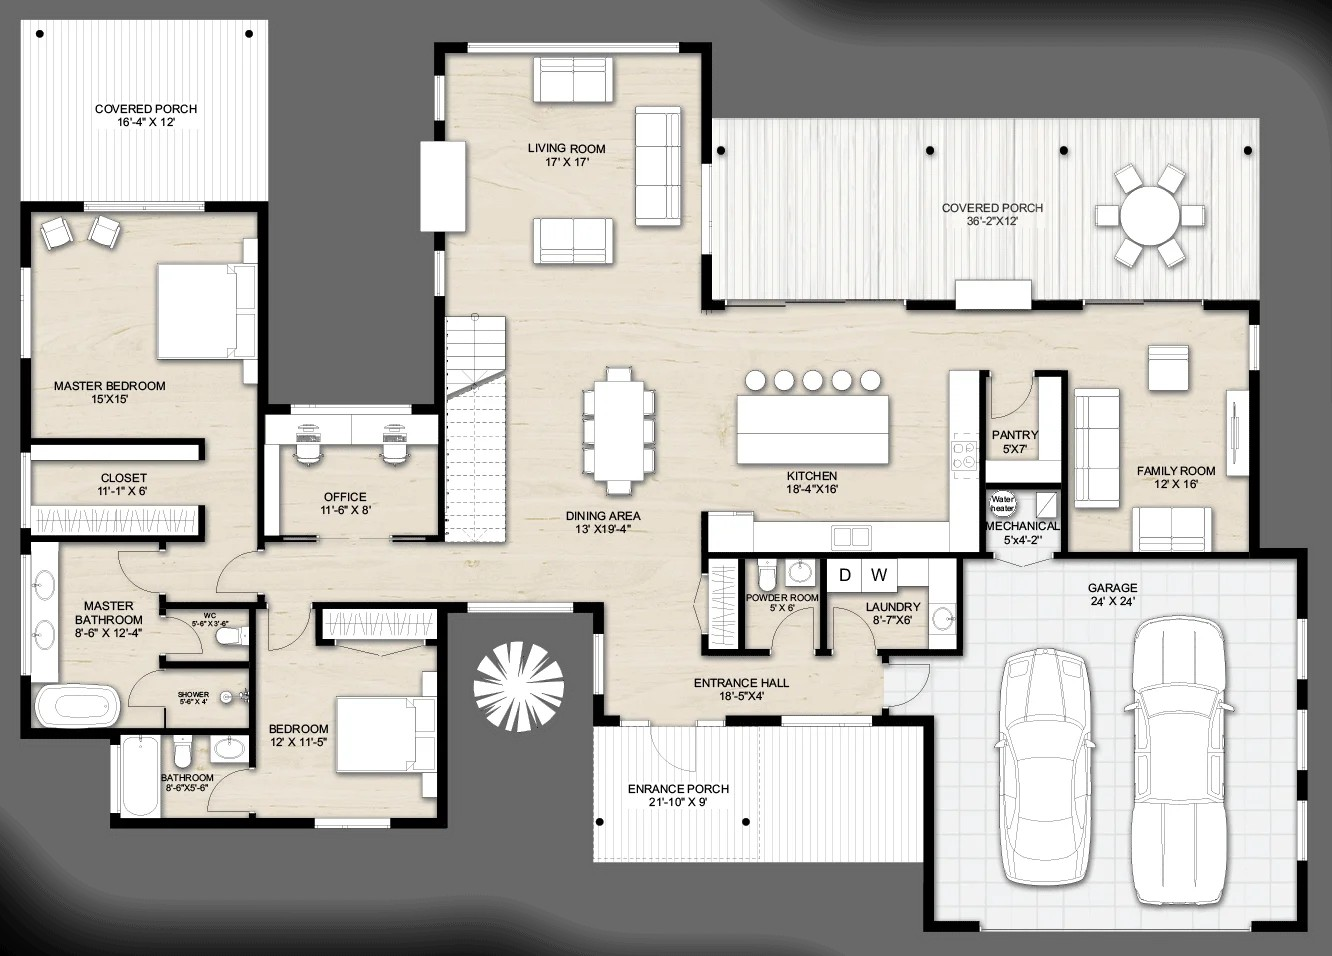 COVERED PORCH
16'-4" X 12'
LIVING ROOM
17' X 17'
COVERED PORCH
36'-2"X12'
MASTER BEDROOM
15'X15'
CLOSET
11'-1" X 6'
OFFICE
11'-6" X 8'
DINING AREA
13' X19'-4"
KITCHEN
18'-4"X16'
PANTRY
5'X7'
FAMILY ROOM
12' X 16'
Water
heater
MECHANICAL
5'x4'-2"
MASTER
BATHROOM
8'-6" X 12'-4"
WC
5'-6" X 3'-6"
SHOWER
5'-6" X 4'
BATHROOM
8'-6"X5'-6"
BEDROOM
12' X 11'-5"
POWDER ROOM
5' X 6'
D W
LAUNDRY
8'-7"X6'
ENTRANCE HALL
18'-5"X4'
GARAGE
24' X 24'
ENRANCE PORCH
21'-10" X 9'